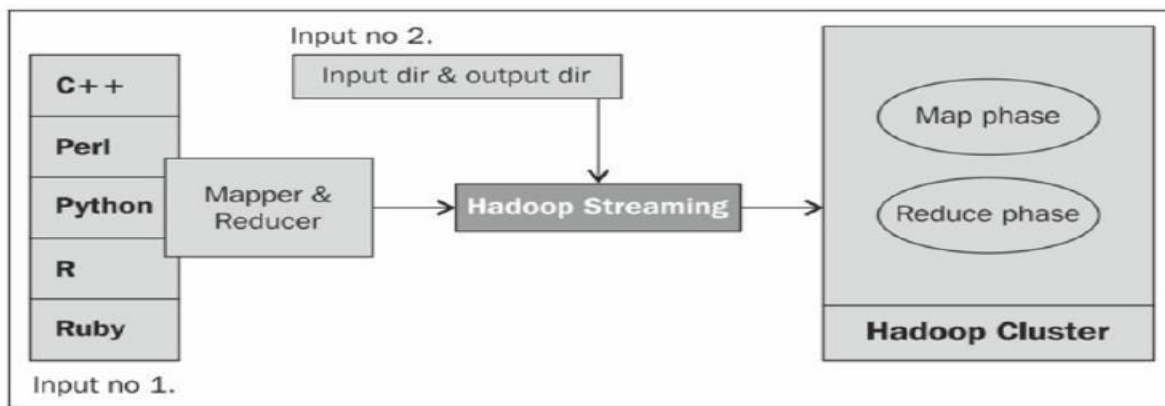 Input no 2.
Input dir & output dir
C++
Perl
Python
R
Ruby
Mapper &
Reducer
Hadoop Streaming
Map phase
Reduce phase
Hadoop Cluster
Input no 1.